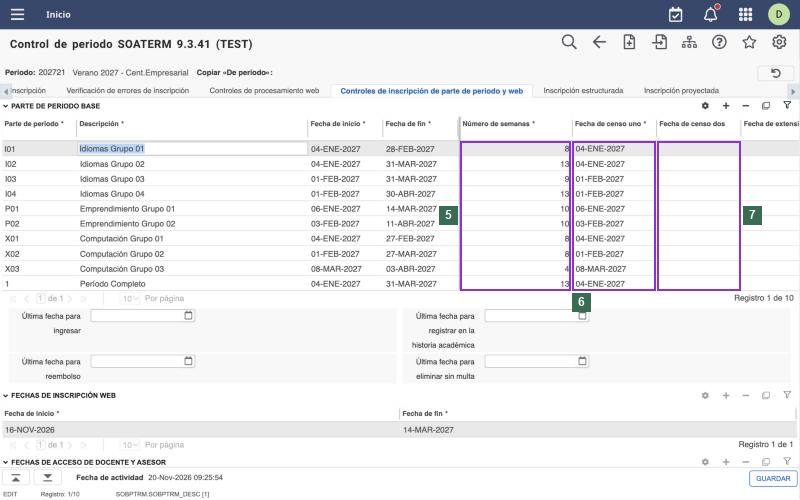 Inicio
D
Control de periodo SOATERM 9.3.41 (TEST)
Periodo: 202721 Verano 2027 - Cent.Empresarial Copiar «De periodo»:
nscripción Verificación de errores de inscripción Controles de procesamiento web Controles de inscripción de parte de periodo y web Inscripción estructurada Inscripción proyectada
PARTE DE PERIODO BASE
Parte de periodo * Descripción * Fecha de inicio * Fecha de fin * Número de semanas * Fecha de censo uno * Fecha de censo dos Fecha de extensi
I01 Idiomas Grupo 01 04-ENE-2027 28-FEB-2027 8 04-ENE-2027
I02 Idiomas Grupo 02 04-ENE-2027 31-MAR-2027 13 04-ENE-2027
I03 Idiomas Grupo 03 01-FEB-2027 31-MAR-2027 9 01-FEB-2027
I04 Idiomas Grupo 04 01-FEB-2027 30-ABR-2027 13 01-FEB-2027
P01 Emprendimiento Grupo 01 06-ENE-2027 14-MAR-2027 10 06-ENE-2027
P02 Emprendimiento Grupo 02 03-FEB-2027 11-ABR-2027 10 03-FEB-2027
5
7
X01 Computación Grupo 01 04-ENE-2027 27-FEB-2027 8 04-ENE-2027
X02 Computación Grupo 02 01-FEB-2027 27-MAR-2027 8 01-FEB-2027
X03 Computación Grupo 03 08-MAR-2027 03-ABR-2027 4 08-MAR-2027
1 Período Completo 04-ENE-2027 31-MAR-2027 13 04-ENE-2027
1 de 1 10 Por página Registro 1 de 10
6
Última fecha para ingresar
Última fecha para registrar en la historia académica
Última fecha para reembolso
Última fecha para eliminar sin multa
FECHAS DE INSCRIPCIÓN WEB
Fecha de inicio * Fecha de fin *
16-NOV-2026 14-MAR-2027
1 de 1 10 Por página Registro 1 de 1
FECHAS DE ACCESO DE DOCENTE Y ASESOR
Fecha de actividad 20-Nov-2026 09:25:54 GUARDAR
EDIT Registro: 1/10 SOBPTRM.SOBPTRM_DESC [1]